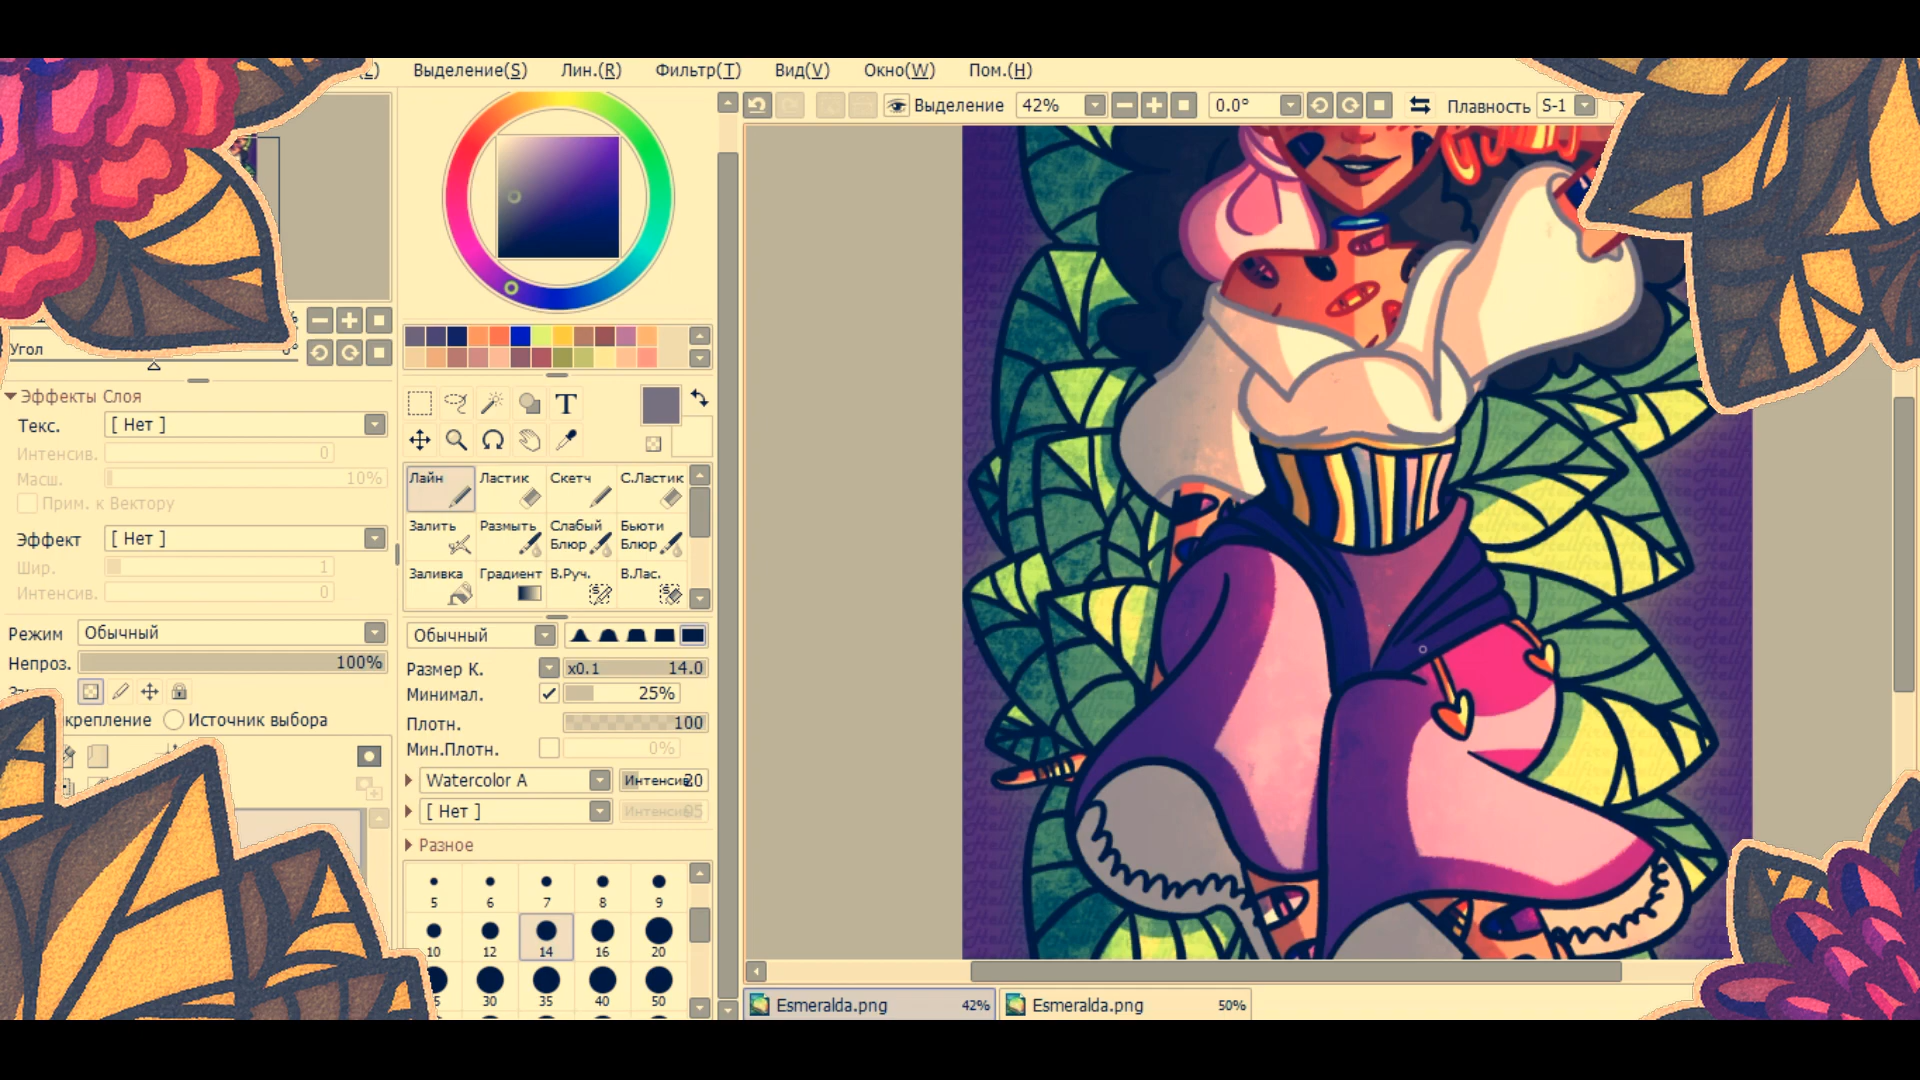 Выделение(S) Лин.(R) Фильтр(T) Вид(V) Окно(W) Пом.(H)
Выделение 42% 0.0° Плавность S-1
Угол 0°
Эффекты Слоя
Текс. [ Нет ]
Интенсив. 0
Масш. 10%
Прим. к Вектору
Эффект [ Нет ]
Шир. 1
Интенсив. 0
Режим Обычный
Непроз. 100%
Источник выбора
T
Лайн Ластик Скетч С.Ластик
Залить Размыть Слабый Блюр Бьюти Блюр
Заливка Градиент В.Руч. В.Лас.
Обычный
Размер К. x0.1 14.0
Минимал. 25%
Плотн. 100
Мин.Плотн. 0%
Watercolor A 20
[ Нет ] 95
Разное
5 6 7 8 9
10 12 14 16 20
30 35 40 50
Esmeralda.png 42% Esmeralda.png 50%